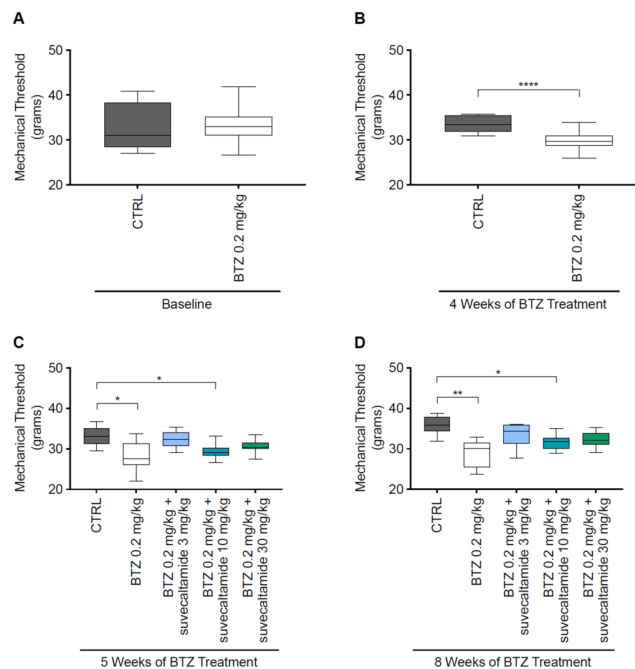 A
Mechanical Threshold
(grams)
50
40
30
20
CTRL
BTZ 0.2 mg/kg
Baseline
B
Mechanical Threshold
(grams)
50
40
30
20
****
CTRL
BTZ 0.2 mg/kg
4 Weeks of BTZ Treatment
C
Mechanical Threshold
(grams)
50
40
30
20
*
*
CTRL
BTZ 0.2 mg/kg
BTZ 0.2 mg/kg +
suvecaltamide 3 mg/kg
BTZ 0.2 mg/kg +
suvecaltamide 10 mg/kg
BTZ 0.2 mg/kg +
suvecaltamide 30 mg/kg
5 Weeks of BTZ Treatment
D
Mechanical Threshold
(grams)
50
40
30
20
*
**
CTRL
BTZ 0.2 mg/kg
BTZ 0.2 mg/kg +
suvecaltamide 3 mg/kg
BTZ 0.2 mg/kg +
suvecaltamide 10 mg/kg
BTZ 0.2 mg/kg +
suvecaltamide 30 mg/kg
8 Weeks of BTZ Treatment